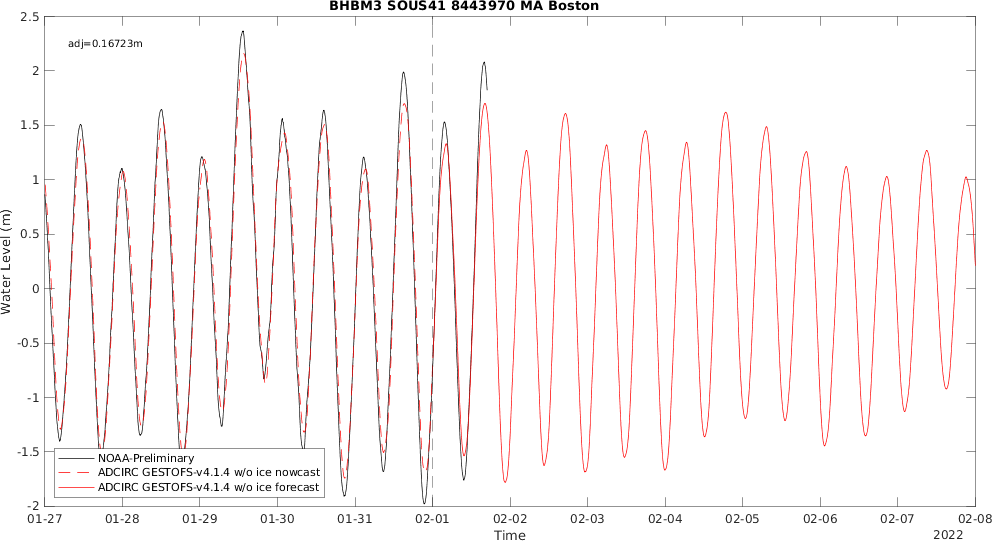 BHBM3 SOUS41 8443970 MA Boston
adj=0.16723m
2.5
2
1.5
1
0.5
0
-0.5
-1
-1.5
-2
Water Level (m)
NOAA-Preliminary
ADCIRC GESTOFS-v4.1.4 w/o ice nowcast
ADCIRC GESTOFS-v4.1.4 w/o ice forecast
01-27 01-28 01-29 01-30 01-31 02-01 02-02 02-03 02-04 02-05 02-06 02-07 02-08
Time
2022